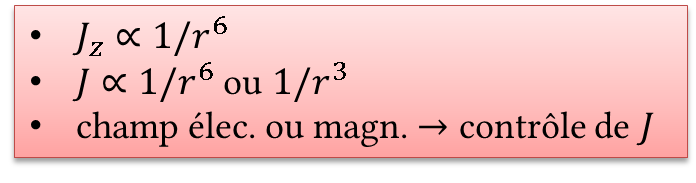 • J_z ∝ 1/r^6
• J ∝ 1/r^6 ou 1/r^3
• champ élec. ou magn. → contrôle de J